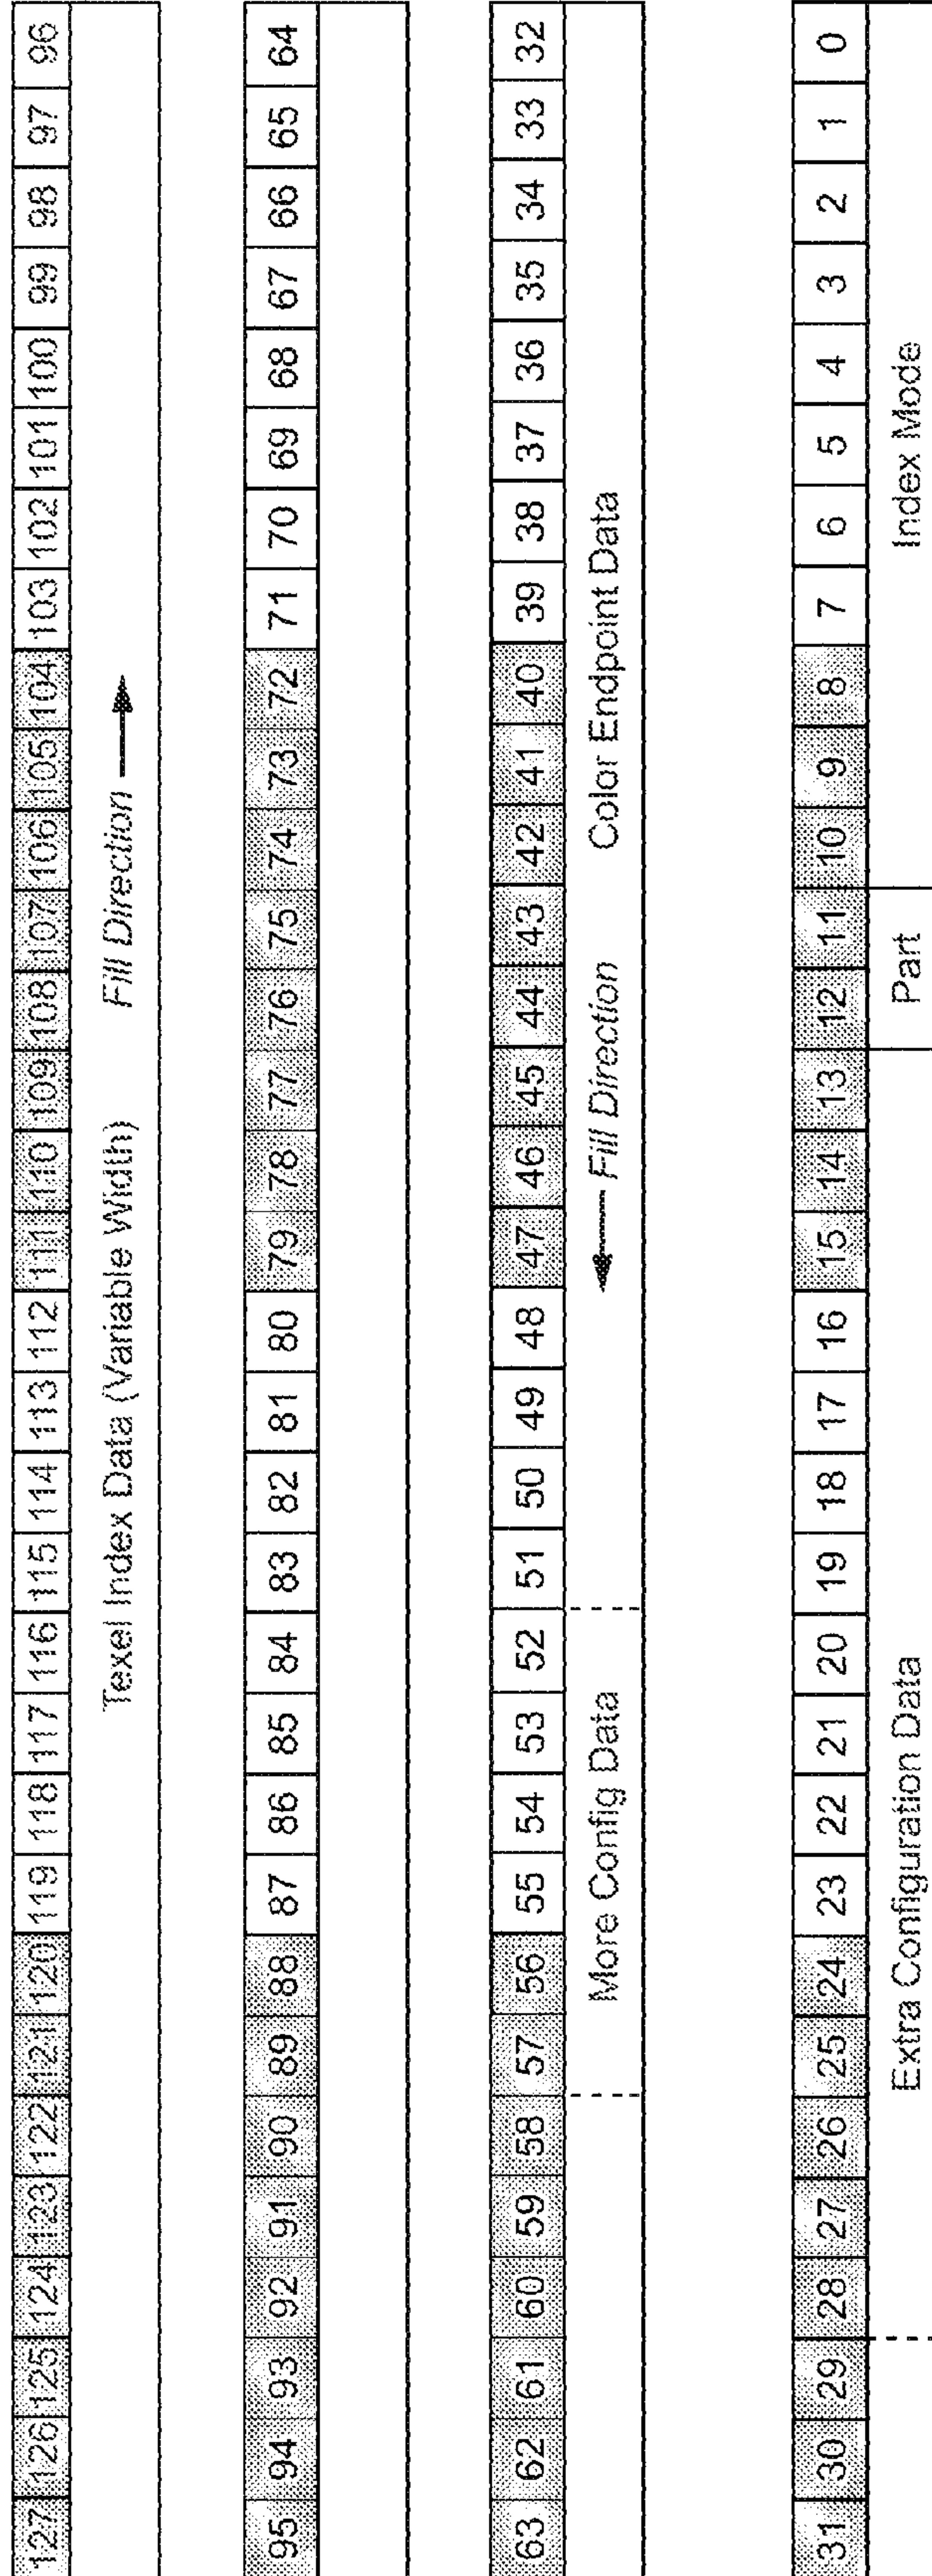 127 126 125 124 123 122 121 120 119 118 117 116 115 114 113 112 111 110 109 108 107 106 105 104 103 102 101 100 99 98 97 96
Texel Index Data (Variable Width) Fill Direction
95 94 93 92 91 90 89 88 87 86 85 84 83 82 81 80 79 78 77 76 75 74 73 72 71 70 69 68 67 66 65 64
63 62 61 60 59 58 57 56 55 54 53 52 51 50 49 48 47 46 45 44 43 42 41 40 39 38 37 36 35 34 33 32
More Config Data Fill Direction Color Endpoint Data
31 30 29 28 27 26 25 24 23 22 21 20 19 18 17 16 15 14 13 12 11 10 9 8 7 6 5 4 3 2 1 0
Extra Configuration Data Part Index Mode